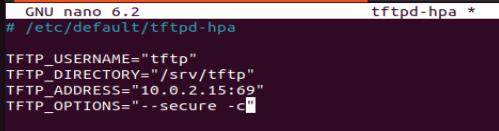 GNU nano 6.2 tftpd-hpa *
# /etc/default/tftpd-hpa
TFTP_USERNAME="tftp"
TFTP_DIRECTORY="/srv/tftp"
TFTP_ADDRESS="10.0.2.15:69"
TFTP_OPTIONS="--secure -c"